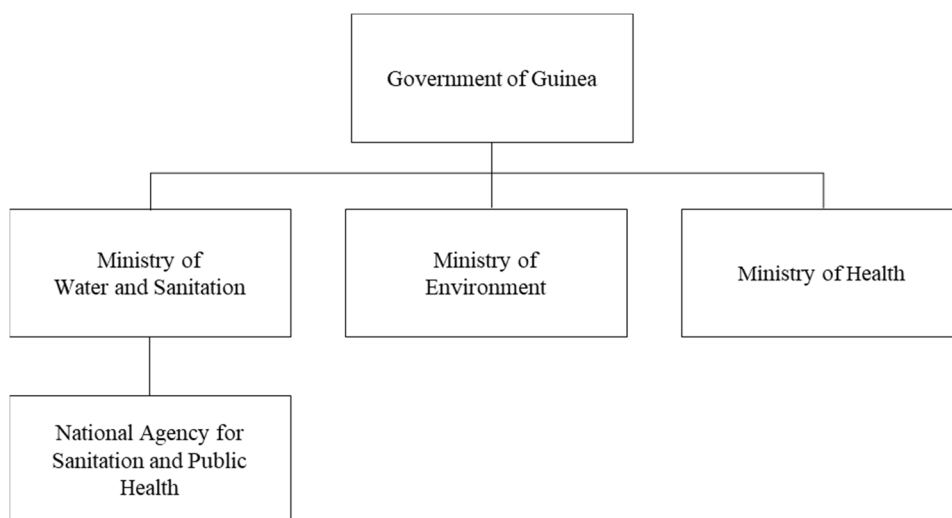 Government of Guinea
Ministry of
Water and Sanitation
Ministry of
Environment
Ministry of Health
National Agency for
Sanitation and Public
Health